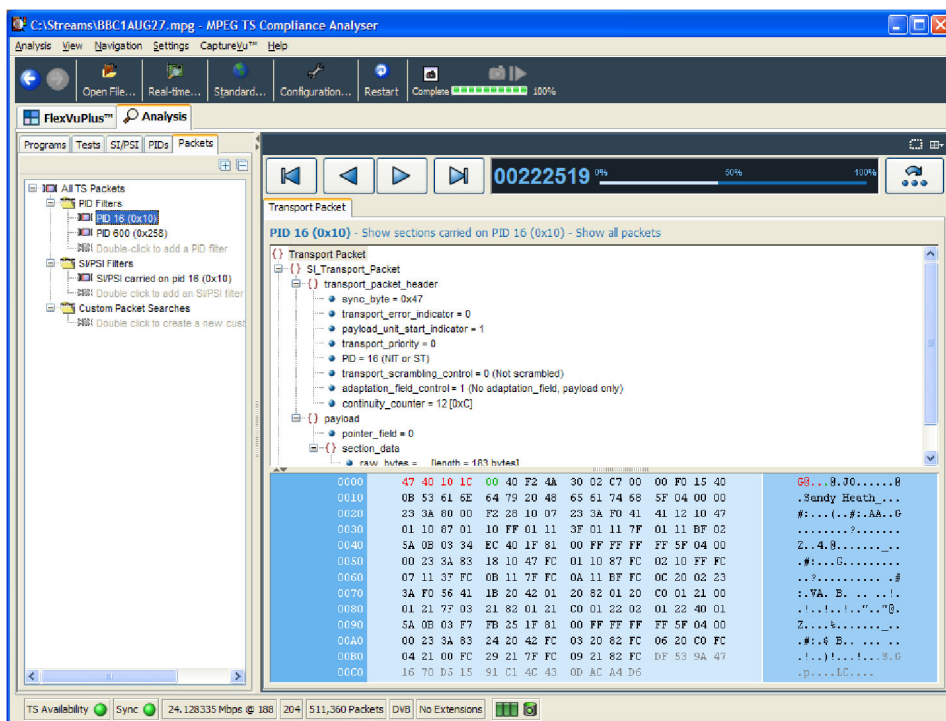 C:\Streams\BBC1AUG27.mpg - MPEG TS Compliance Analyser
Analysis View Navigation Settings CaptureVu™ Help
Open File... Real-time... Standard... Configuration... Restart Complete 100%
FlexVuPlus™ Analysis
Programs Tests SI/PSI PIDs Packets
All TS Packets
PID Filters
PID 16 (0x10)
PID 600 (0x258)
Double-click to add a PID filter
SI/PSI Filters
SI/PSI carried on pid 16 (0x10)
Double click to add an SI/PSI filter
Custom Packet Searches
Double click to create a new cust
00222519 0% 50% 100%
Transport Packet
PID 16 (0x10) - Show sections carried on PID 16 (0x10) - Show all packets
{} Transport Packet
{} SI_Transport_Packet
{} transport_packet_header
sync_byte = 0x47
transport_error_indicator = 0
payload_unit_start_indicator = 1
transport_priority = 0
PID = 16 (NIT or ST)
transport_scrambling_control = 0 (Not scrambled)
adaptation_field_control = 1 (No adaptation_field, payload only)
continuity_counter = 12 [0xC]
{} payload
pointer_field = 0
{} section_data
raw_bytes = ... [length = 183 bytes]
0000 47 40 10 1C 00 40 F2 4A 30 02 C7 00 00 F0 15 40 G@...@.J0......@
0010 0B 53 61 6E 64 79 20 48 65 61 74 68 5F 04 00 00 .Sandy Heath_...
0020 23 3A 80 00 F2 28 10 07 23 3A F0 41 41 12 10 47 #:...(..#:.AA..G
0030 01 10 87 01 10 FF 01 11 3F 01 11 7F 01 11 BF 02 ........?.......
0040 5A 0B 03 34 EC 40 1F 81 00 FF FF FF FF 5F 04 00 Z..4.@......._..
0050 00 23 3A 83 18 10 47 FC 01 10 87 FC 02 10 FF FC .#:...G.........
0060 07 11 37 FC 0B 11 7F FC 0A 11 BF FC 0C 20 02 23 ..?.......... .#
0070 3A F0 56 41 1B 20 42 01 20 82 01 20 C0 01 21 00 :.VA. B. .. ..!.
0080 01 21 7F 03 21 82 01 21 C0 01 22 02 01 22 40 01 .!..!..!..".."@.
0090 5A 0B 03 F7 FB 25 1F 81 00 FF FF FF FF 5F 04 00 Z....%......._..
00A0 00 23 3A 83 24 20 42 FC 03 20 82 FC 06 20 C0 FC .#:.$ B.. ... ..
00B0 04 21 00 FC 29 21 7F FC 09 21 82 FC DF 53 9A 47 .!..)!...!...S.G
00C0 16 70 D5 15 91 C1 4C 43 0D AC A4 D6 .p....LC....
TS Availability Sync 24.128335 Mbps @ 188 204 511,360 Packets DVB No Extensions